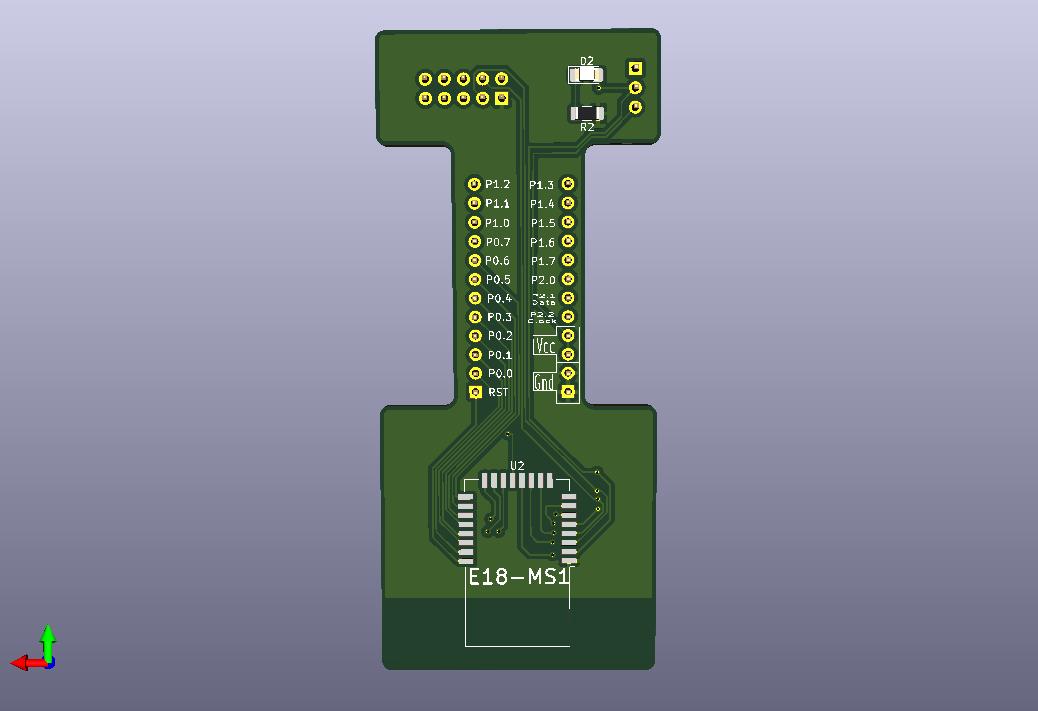 D2
R2
P1.2 P1.3
P1.1 P1.4
P1.0 P1.5
P0.7 P1.6
P0.6 P1.7
P0.5 P2.0
P0.4 P2.1
Data
P0.3 P2.2
Clock
P0.2
Vcc
P0.1
P0.0
Gnd
RST
U2
E18-MS1